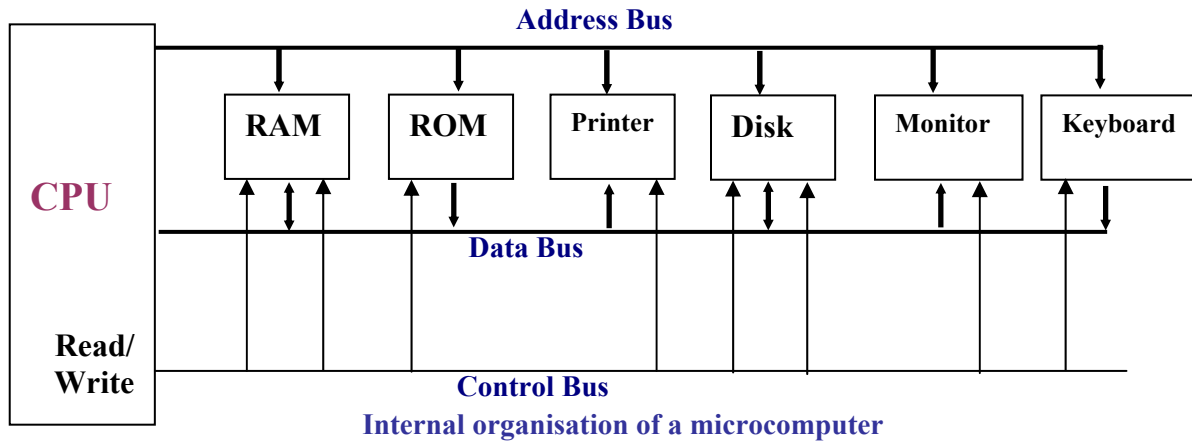 Address Bus
RAM
ROM
Printer
Disk
Monitor
Keyboard
CPU
Data Bus
Read/
Write
Control Bus
Internal organisation of a microcomputer